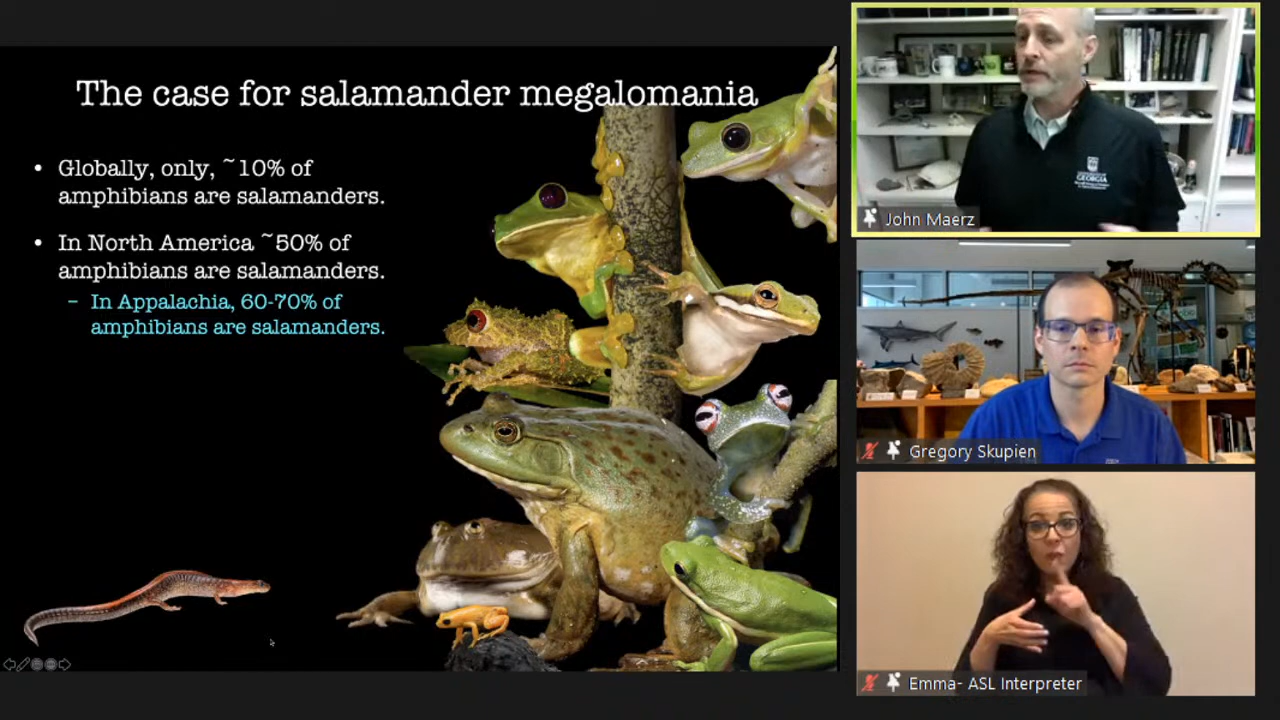 The case for salamander megalomania
• Globally, only, ~10% of
amphibians are salamanders.
• In North America ~50% of
amphibians are salamanders.
– In Appalachia, 60-70% of
amphibians are salamanders.
GEORGIA
John Maerz
Gregory Skupien
Emma- ASL Interpreter